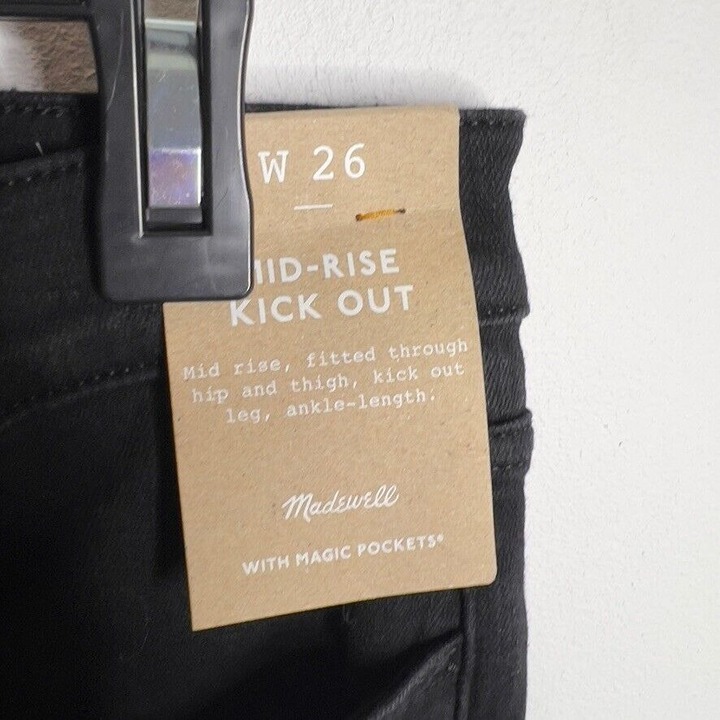 W 26
MID-RISE
KICK OUT
Mid rise, fitted through
hip and thigh, kick out
leg, ankle-length.
Madewell
WITH MAGIC POCKETS®